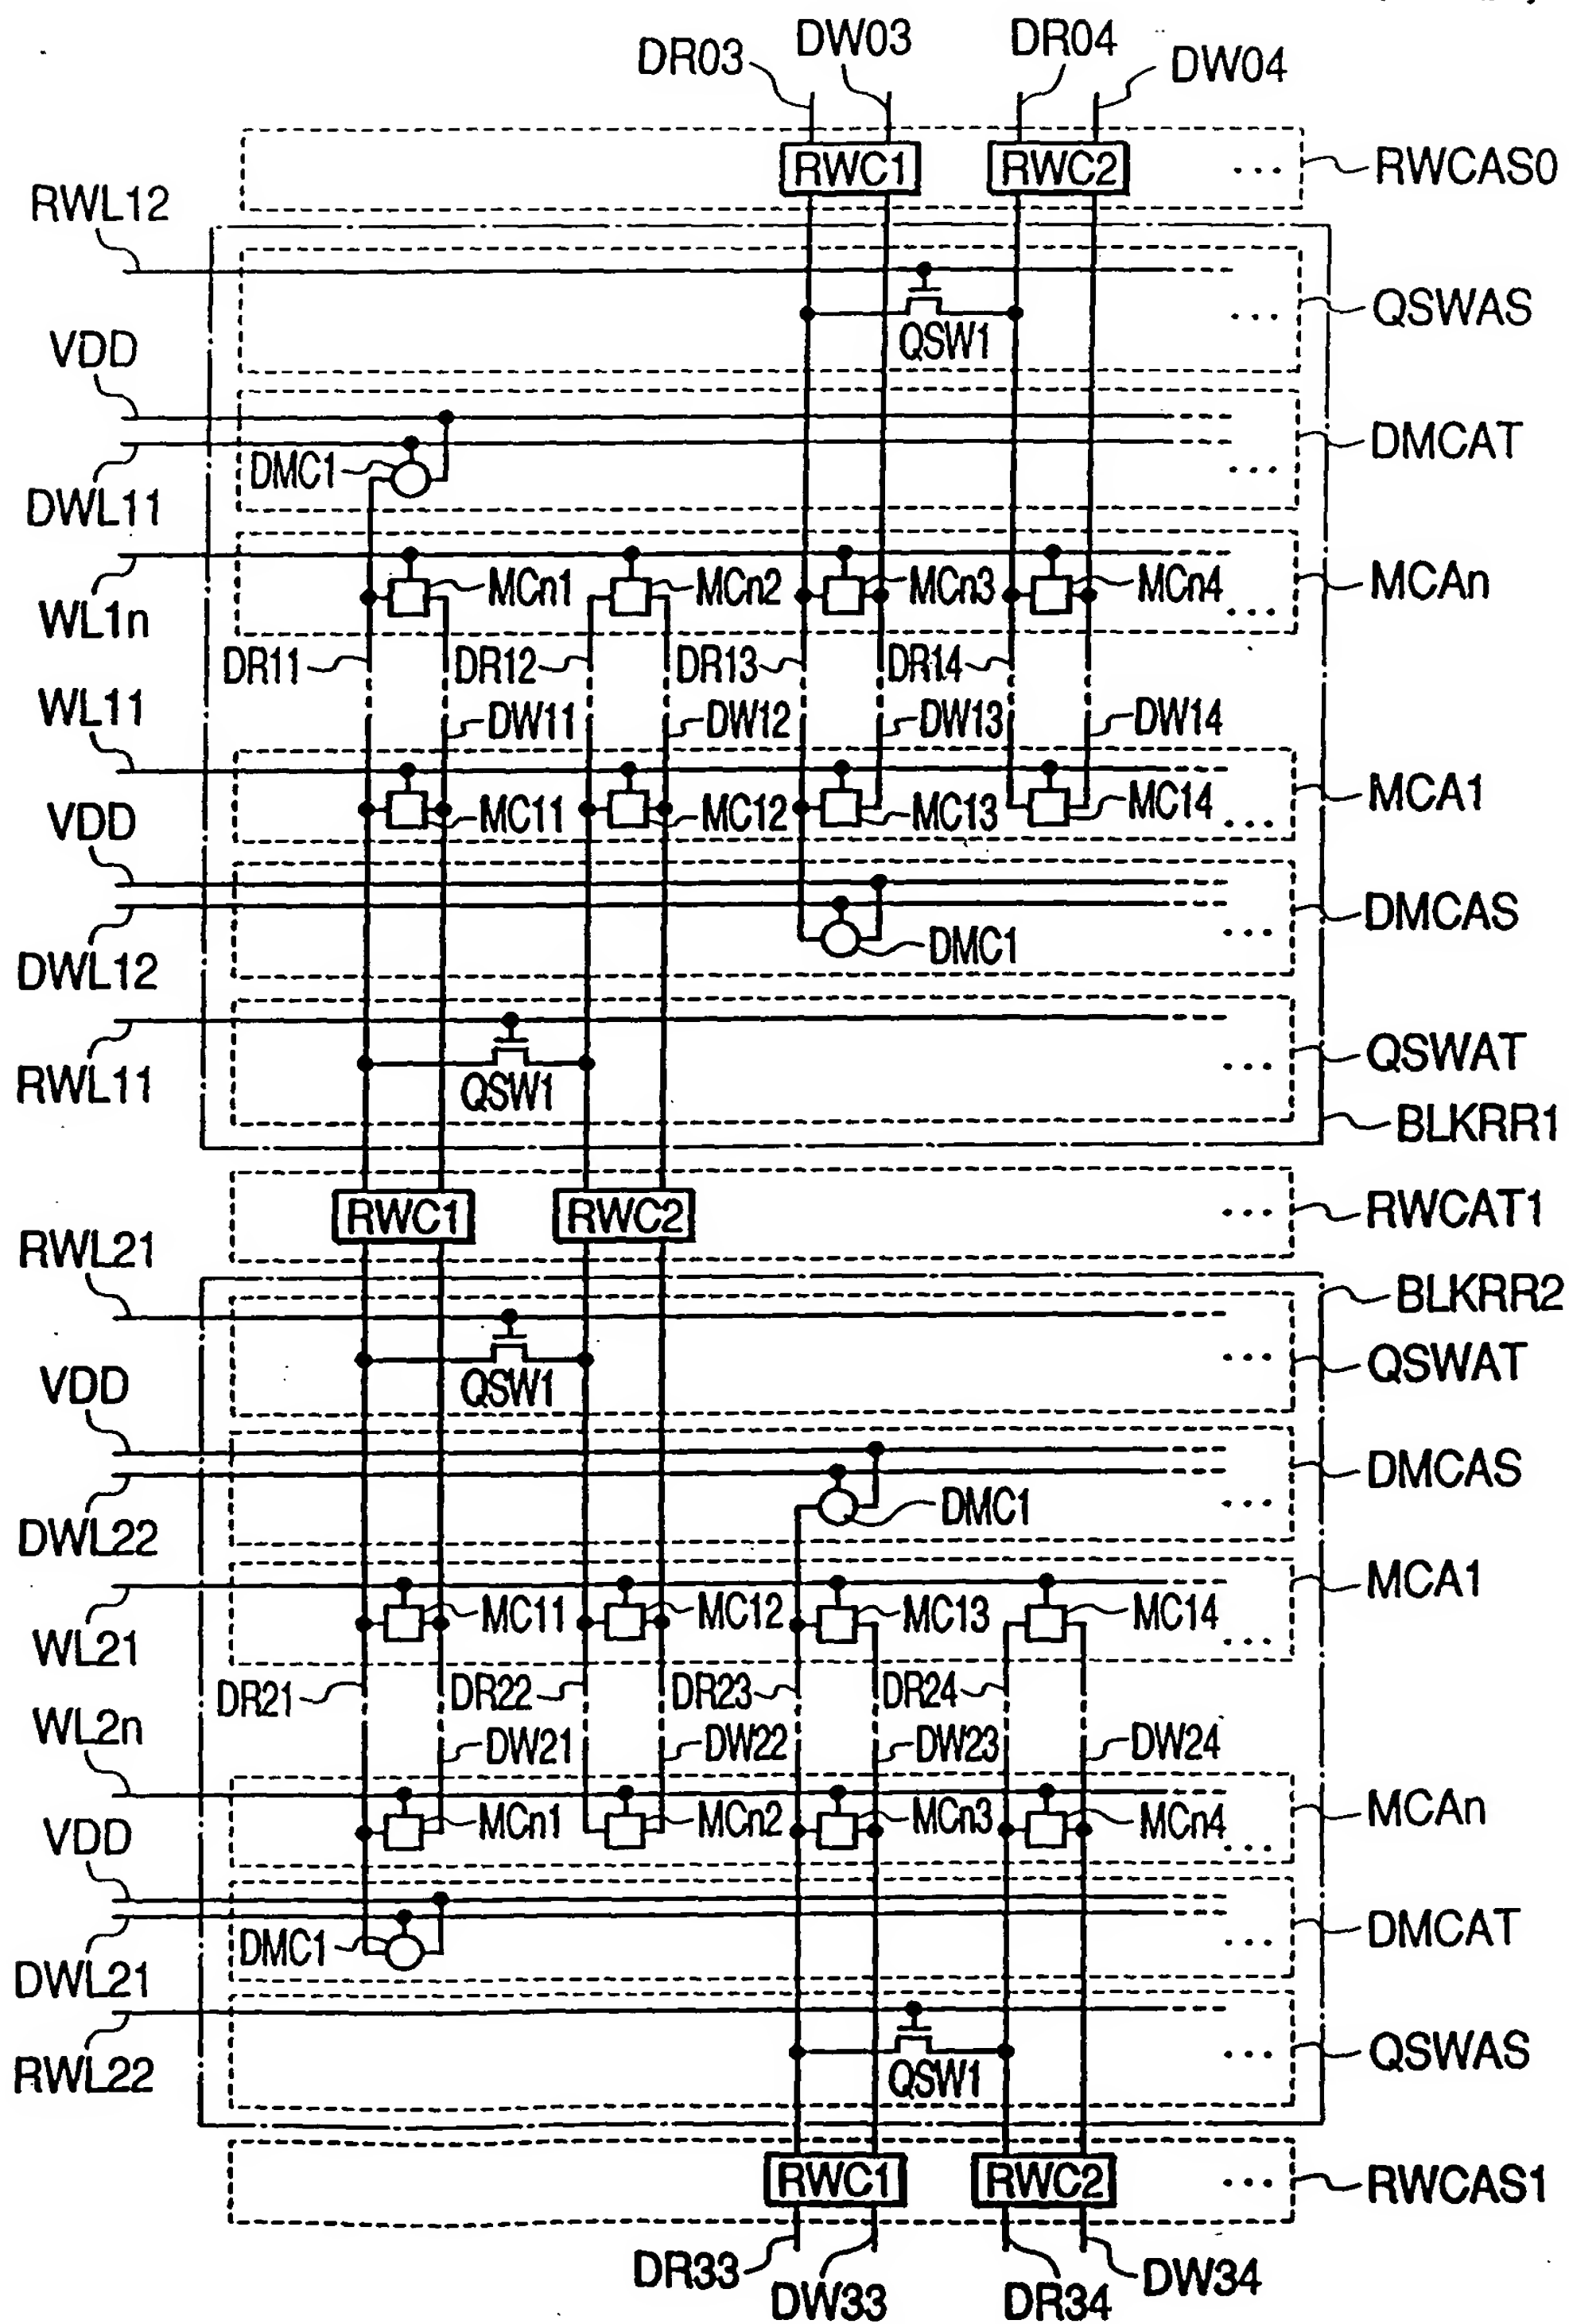 DR03 DW03 DR04 DW04
RWC1 RWC2 ... RWCAS0
RWL12
QSW1 ... QSWAS
VDD
DMC1 ... DMCAT
DWL11
MCn1 MCn2 MCn3 MCn4 ... MCAn
WL1n
DR11 DR12 DR13 DR14
WL11
DW11 DW12 DW13 DW14
MC11 MC12 MC13 MC14 ... MCA1
VDD
DMC1 ... DMCAS
DWL12
QSW1 ... QSWAT
RWL11
BLKRR1
RWC1 RWC2 ... RWCAT1
RWL21
BLKRR2
QSW1 ... QSWAT
VDD
DMC1 ... DMCAS
DWL22
MC11 MC12 MC13 MC14 ... MCA1
WL21
DR21 DR22 DR23 DR24
WL2n
DW21 DW22 DW23 DW24
MCn1 MCn2 MCn3 MCn4 ... MCAn
VDD
DMC1 ... DMCAT
DWL21
QSW1 ... QSWAS
RWL22
RWC1 RWC2 ... RWCAS1
DR33 DW33 DR34 DW34